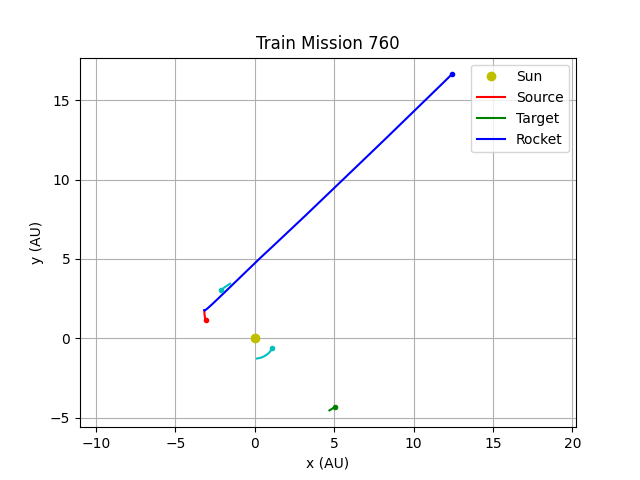 Train Mission 760
Sun
Source
Target
Rocket
15
10
5
0
−5
y (AU)
−10
−5
0
5
10
15
20
x (AU)